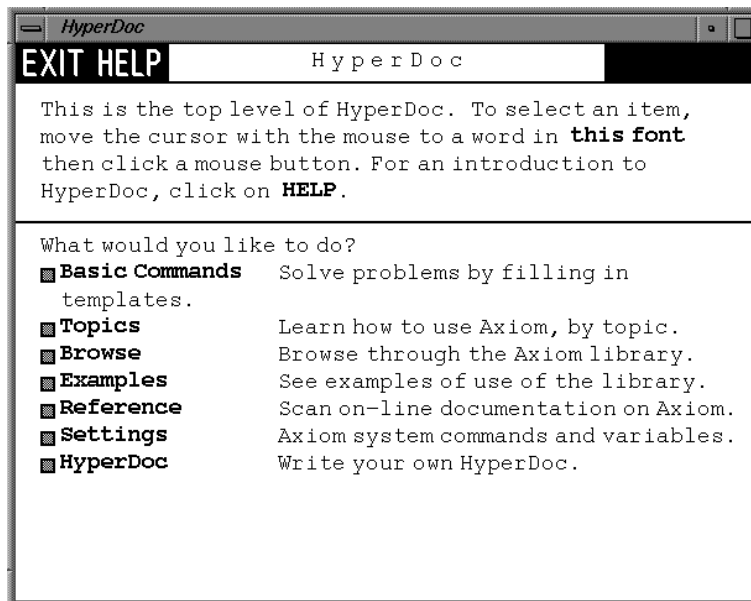 HyperDoc
EXIT HELP HyperDoc
This is the top level of HyperDoc. To select an item,
move the cursor with the mouse to a word in this font
then click a mouse button. For an introduction to
HyperDoc, click on HELP.
What would you like to do?
Basic Commands Solve problems by filling in
templates.
Topics Learn how to use Axiom, by topic.
Browse Browse through the Axiom library.
Examples See examples of use of the library.
Reference Scan on-line documentation on Axiom.
Settings Axiom system commands and variables.
HyperDoc Write your own HyperDoc.